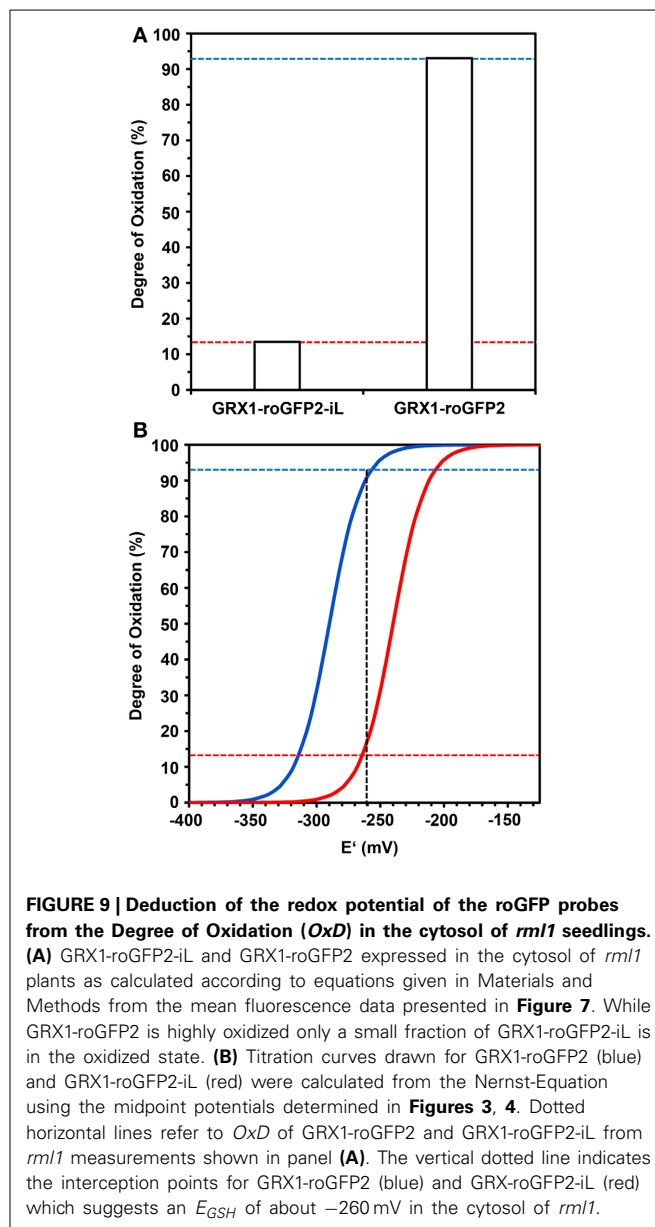 A
100
90
80
70
60
50
40
30
20
10
0
Degree of Oxidation (%)
GRX1-roGFP2-iL GRX1-roGFP2
B
100
90
80
70
60
50
40
30
20
10
0
Degree of Oxidation (%)
-400 -350 -300 -250 -200 -150
E‘ (mV)
FIGURE 9 | Deduction of the redox potential of the roGFP probes
from the Degree of Oxidation (OxD) in the cytosol of rml1 seedlings.
(A) GRX1-roGFP2-iL and GRX1-roGFP2 expressed in the cytosol of rml1
plants as calculated according to equations given in Materials and
Methods from the mean fluorescence data presented in Figure 7. While
GRX1-roGFP2 is highly oxidized only a small fraction of GRX1-roGFP2-iL is
in the oxidized state. (B) Titration curves drawn for GRX1-roGFP2 (blue)
and GRX1-roGFP2-iL (red) were calculated from the Nernst-Equation
using the midpoint potentials determined in Figures 3, 4. Dotted
horizontal lines refer to OxD of GRX1-roGFP2 and GRX1-roGFP2-iL from
rml1 measurements shown in panel (A). The vertical dotted line indicates
the interception points for GRX1-roGFP2 (blue) and GRX-roGFP2-iL (red)
which suggests an EGSH of about −260 mV in the cytosol of rml1.